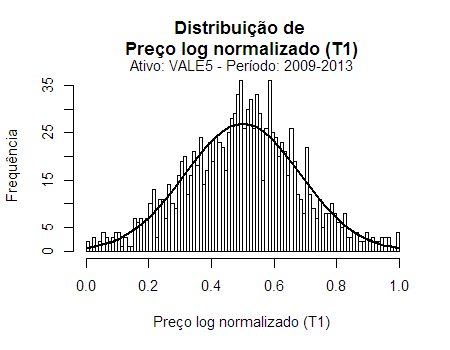 Distribuição de
Preço log normalizado (T1)
Ativo: VALE5 - Período: 2009-2013
Frequência
35
25
15
5
0
0.0 0.2 0.4 0.6 0.8 1.0
Preço log normalizado (T1)